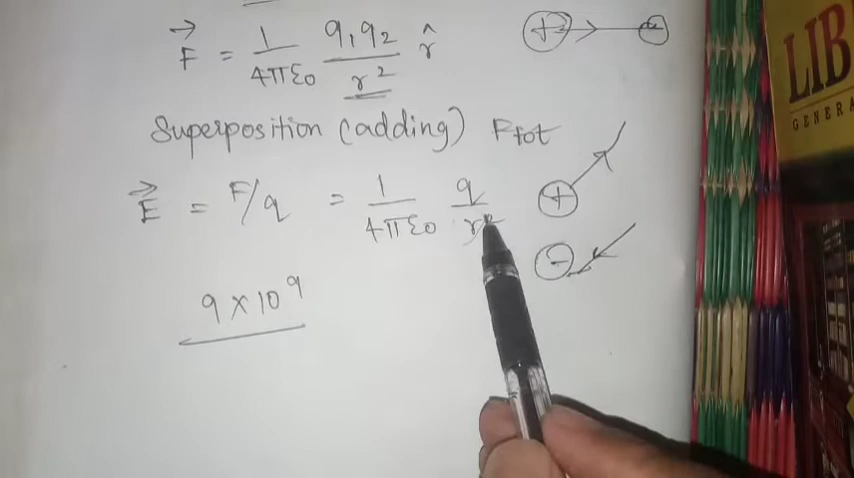 F⃗ = 1/4πε₀ q₁q₂/r² r̂
Superposition (adding) Ftot
E⃗ = F/q = 1/4πε₀ q/r²
9 × 10⁹
+ -
+
-
LIB
GENERA